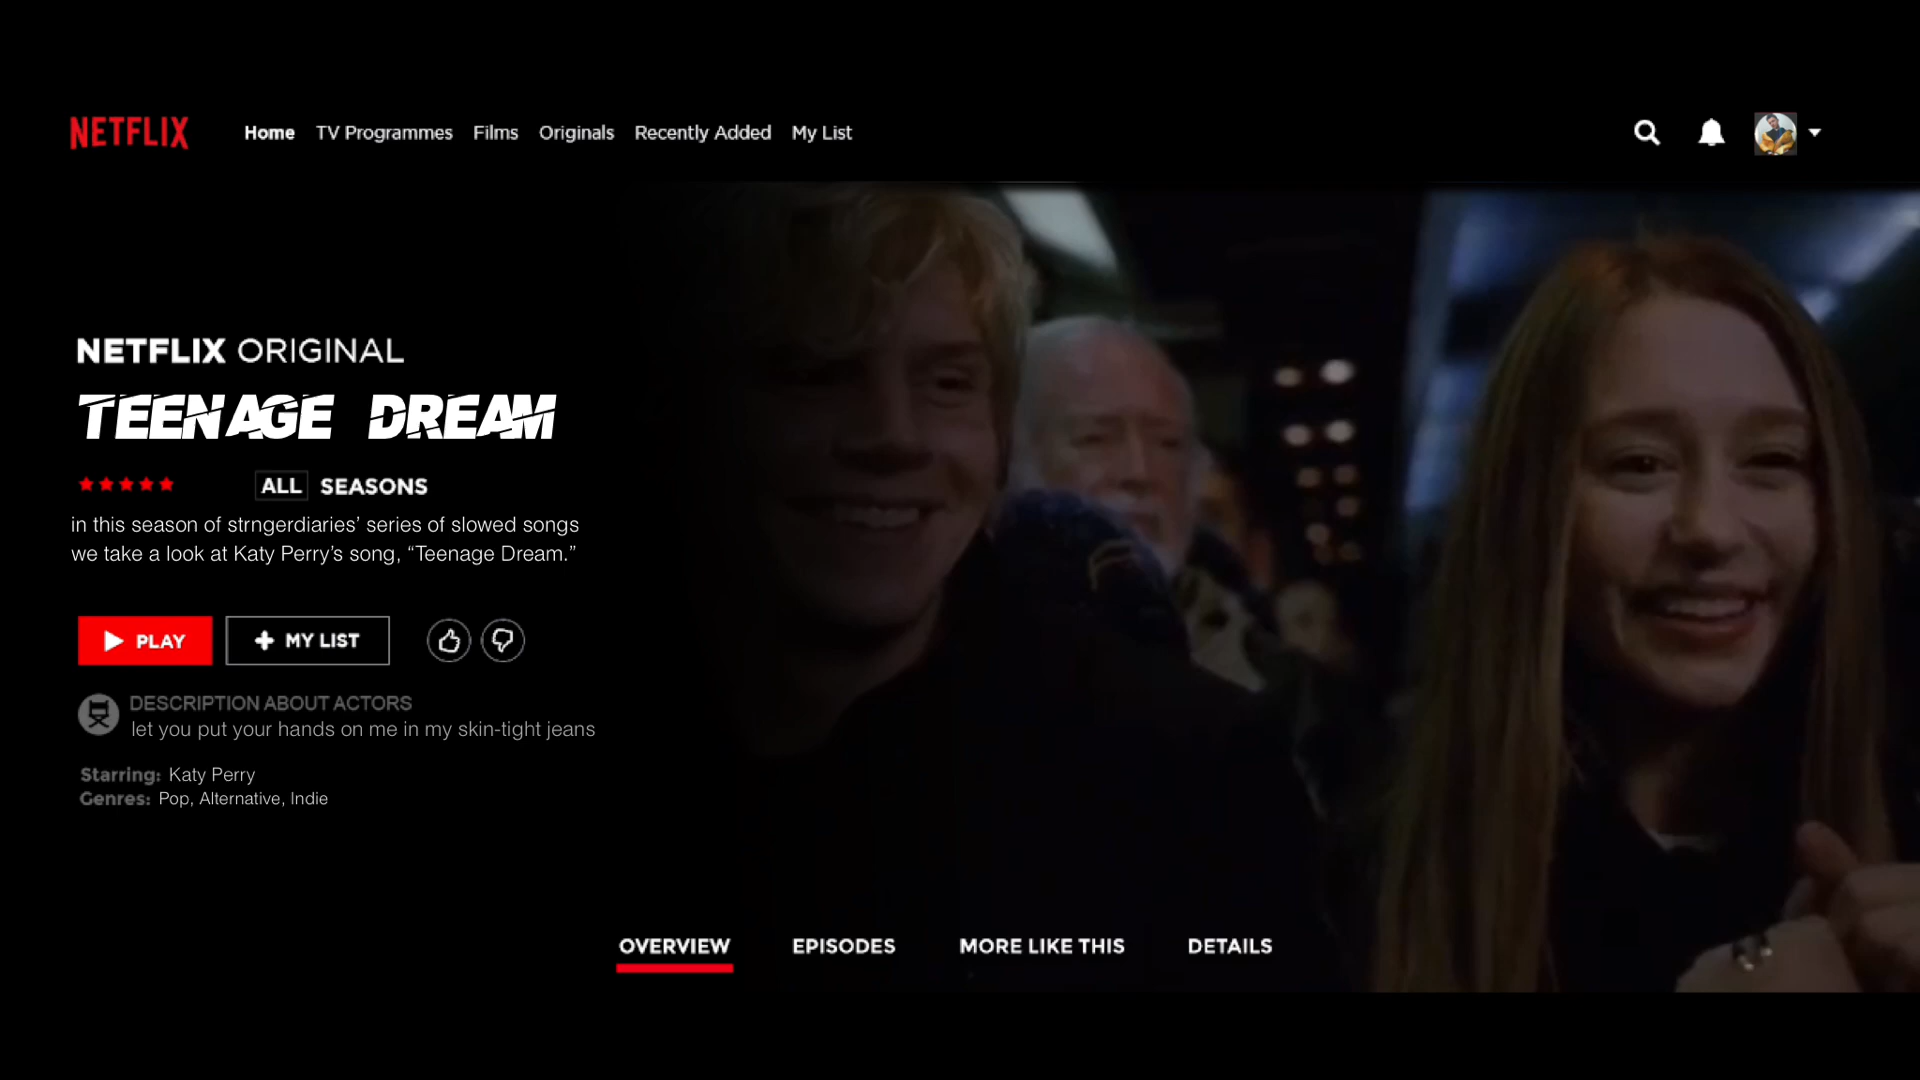 NETFLIX
Home TV Programmes Films Originals Recently Added My List
NETFLIX ORIGINAL
TEENAGE DREAM
ALL SEASONS
in this season of strngerdiaries’ series of slowed songs
we take a look at Katy Perry’s song, “Teenage Dream.”
PLAY
MY LIST
DESCRIPTION ABOUT ACTORS
let you put your hands on me in my skin-tight jeans
Starring: Katy Perry
Genres: Pop, Alternative, Indie
OVERVIEW EPISODES MORE LIKE THIS DETAILS